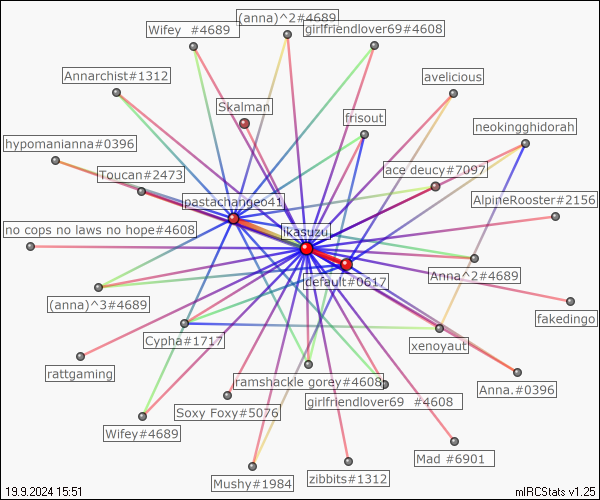 (anna)^2#4689
Wifey  #4689
girlfriendlover69#4608
Annarchist#1312
avelicious
Skalman
frisout
neokingghidorah
hypomanianna#0396
Toucan#2473
ace deucy#7097
pastachangeo41
AlpineRooster#2156
no cops no laws no hope#4608
ikasuzu
Anna^2#4689
default#0617
(anna)^3#4689
fakedingo
Cypha#1717
xenoyaut
rattgaming
ramshackle gorey#4608
Anna.#0396
girlfriendlover69  #4608
Soxy Foxy#5076
Wifey#4689
Mad #6901
Mushy#1984
zibbits#1312
19.9.2024 15:51
mIRCStats v1.25